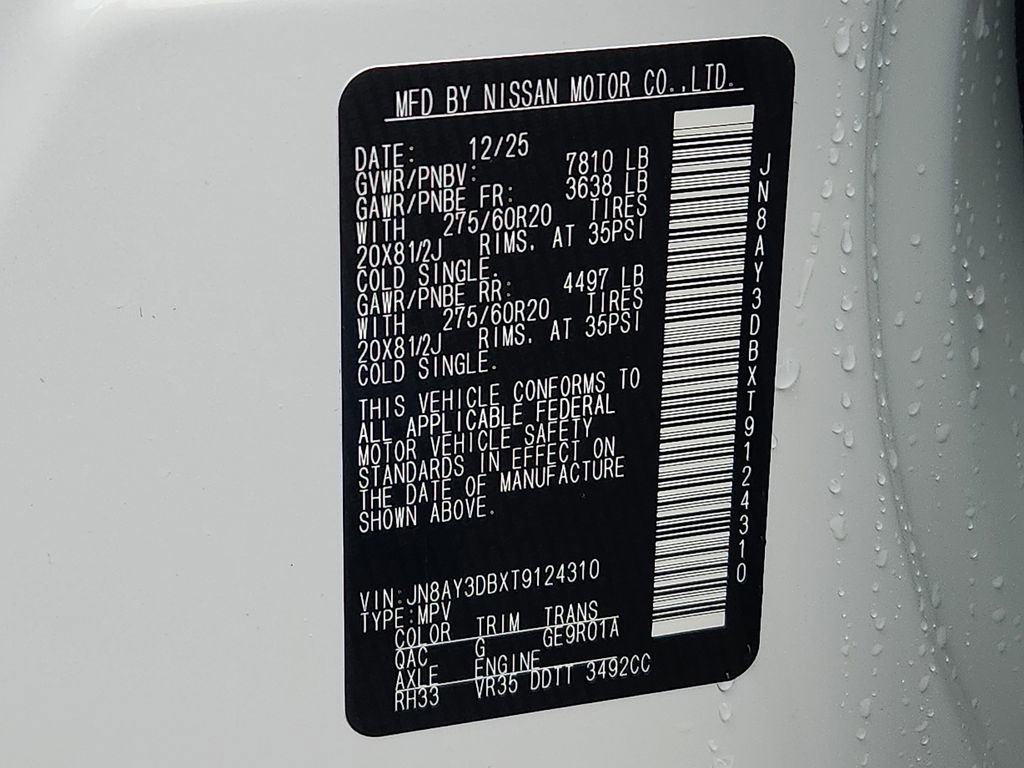 MFD BY NISSAN MOTOR CO.,LTD.
DATE: 12/25
GVWR/PNBV: 7810 LB
GAWR/PNBE FR: 3638 LB
WITH 275/60R20 TIRES
20X81/2J RIMS. AT 35PSI
COLD SINGLE.
GAWR/PNBE RR: 4497 LB
WITH 275/60R20 TIRES
20X81/2J RIMS. AT 35PSI
COLD SINGLE.
THIS VEHICLE CONFORMS TO
ALL APPLICABLE FEDERAL
MOTOR VEHICLE SAFETY
STANDARDS IN EFFECT ON
THE DATE OF MANUFACTURE
SHOWN ABOVE.
VIN:JN8AY3DBXT9124310
TYPE:MPV
COLOR TRIM TRANS
QAC G GE9R01A
AXLE ENGINE
RH33 VR35 DDTT 3492CC
JN8AY3DBXT9124310